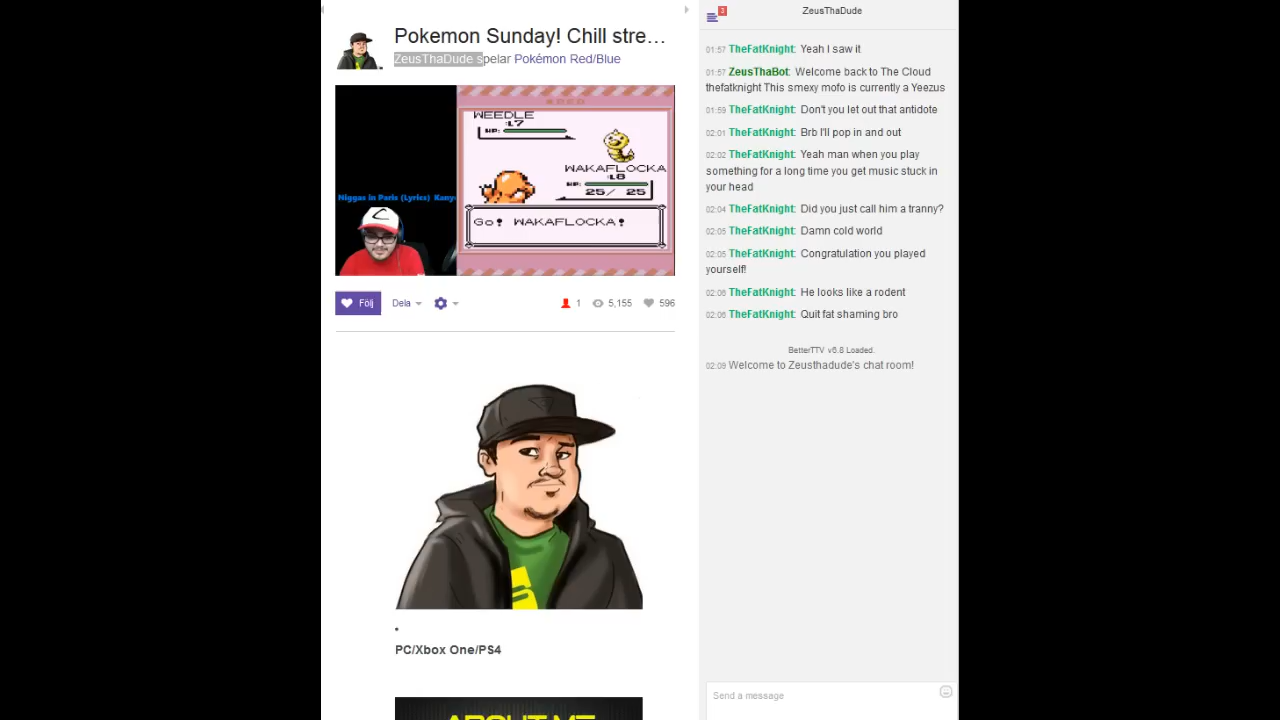 Pokemon Sunday! Chill stre...
ZeusThaDude spelar Pokémon Red/Blue
WEEDLE
:L7
HP:
WAKAFLOCKA
:L8
HP:
25/ 25
Niggas in Paris (Lyrics) Kany
Go! WAKAFLOCKA!
Följ
Dela
1
5,155
596
PC/Xbox One/PS4
ABOUT ME
3
ZeusThaDude
01:57 TheFatKnight: Yeah I saw it
01:57 ZeusThaBot: Welcome back to The Cloud
thefatknight This smexy mofo is currently a Yeezus
01:59 TheFatKnight: Don't you let out that antidote
02:01 TheFatKnight: Brb I'll pop in and out
02:02 TheFatKnight: Yeah man when you play
something for a long time you get music stuck in
your head
02:04 TheFatKnight: Did you just call him a tranny?
02:05 TheFatKnight: Damn cold world
02:05 TheFatKnight: Congratulation you played
yourself!
02:06 TheFatKnight: He looks like a rodent
02:06 TheFatKnight: Quit fat shaming bro
BetterTTV v6.8 Loaded.
02:09 Welcome to Zeusthadude's chat room!
Send a message